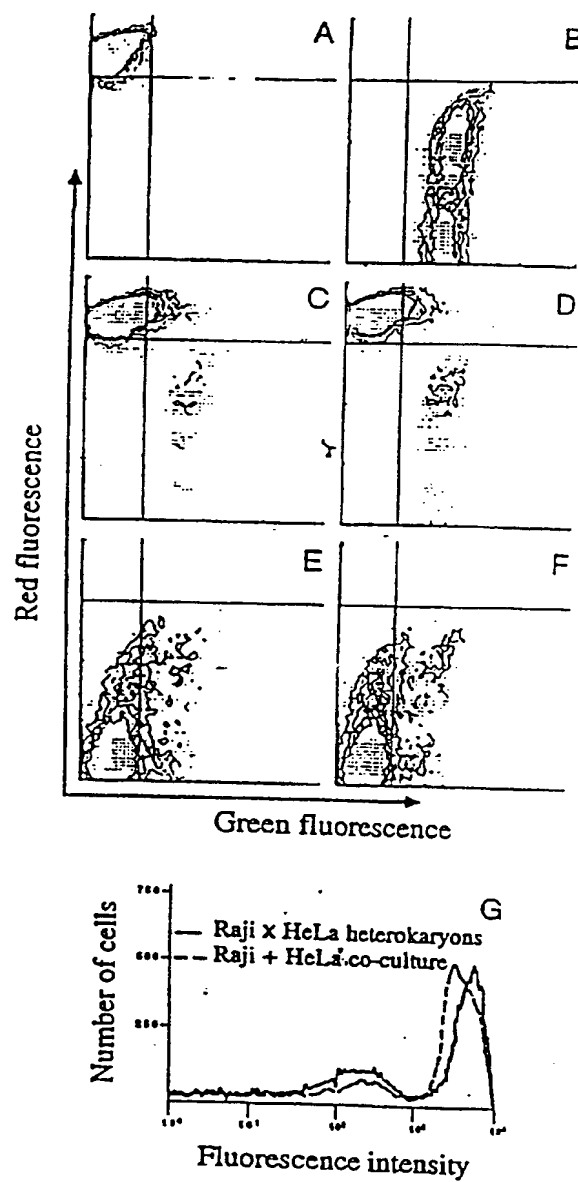 A
B
C
D
E
F
Red fluorescence
Green fluorescence
G
Raji x HeLa heterokaryons
Raji + HeLa co-culture
Number of cells
Fluorescence intensity